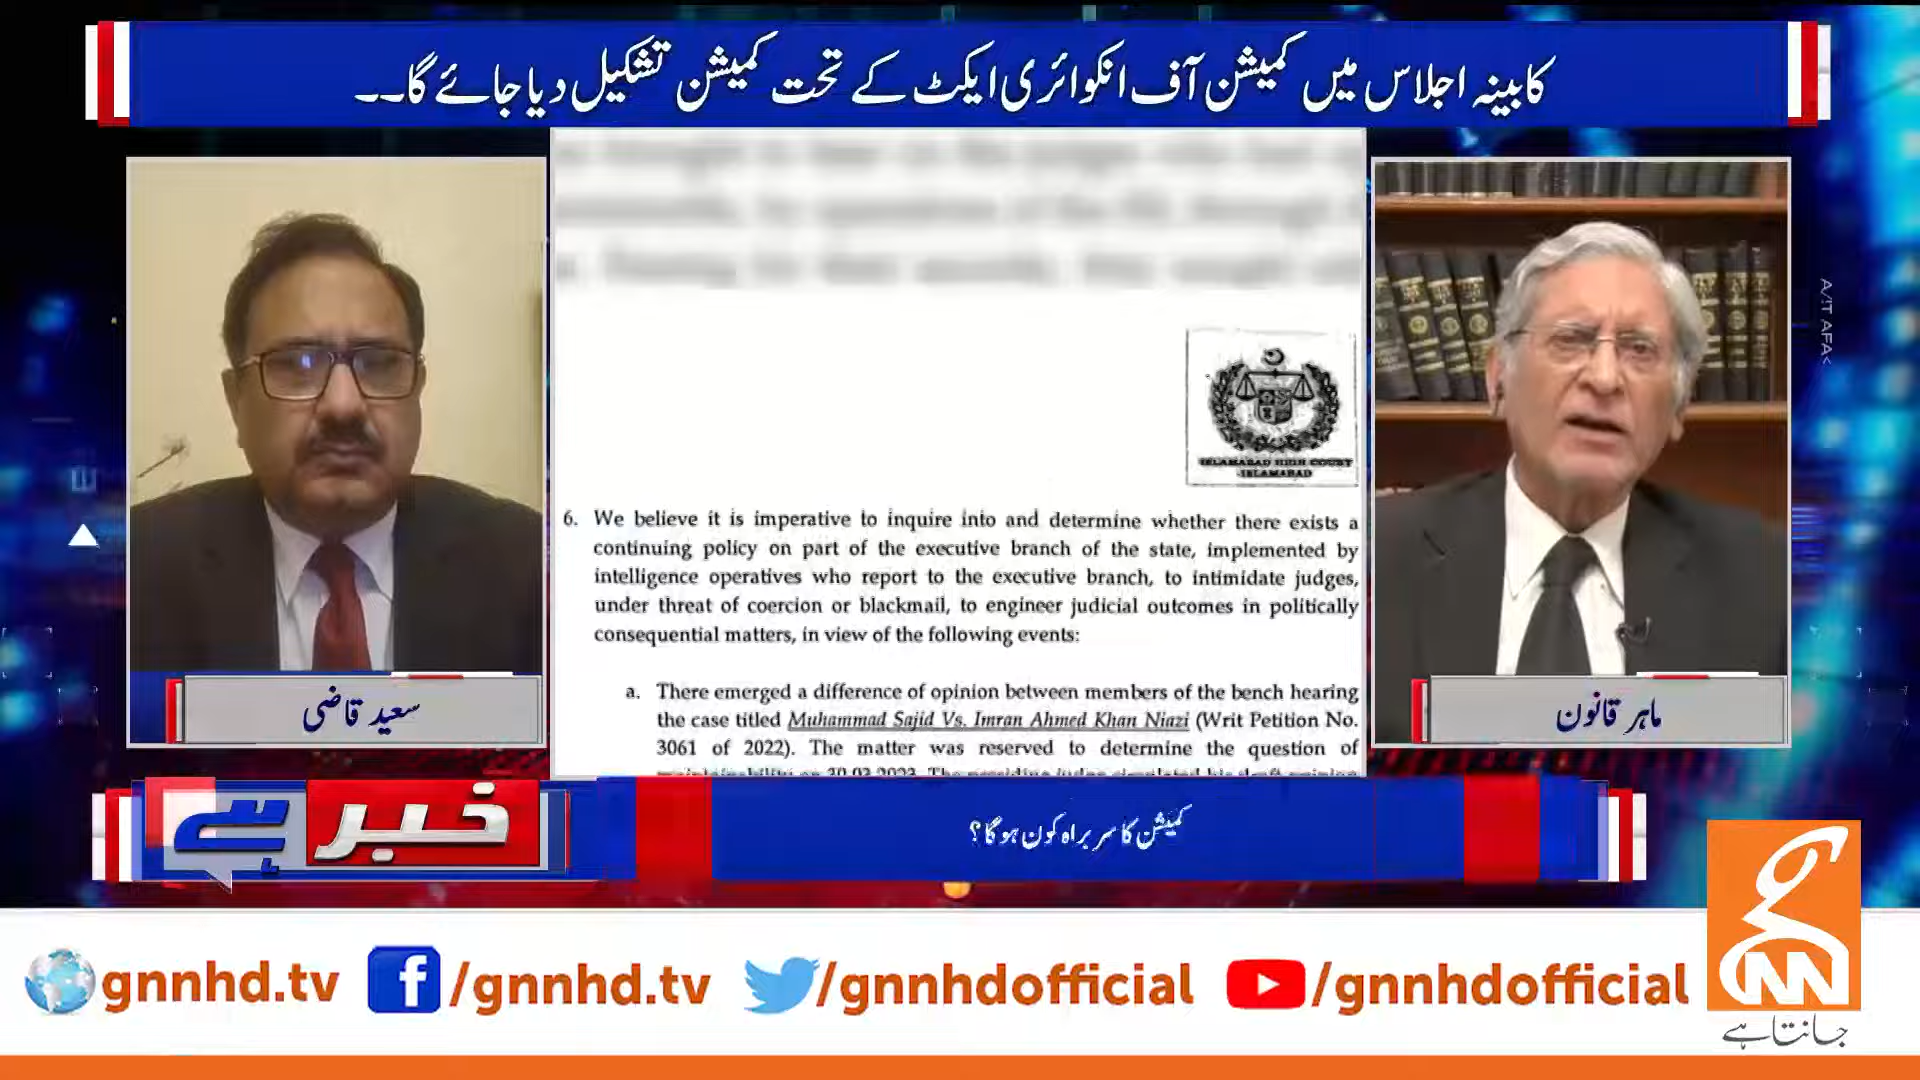 کابینہ اجلاس میں کمیشن آف انکوائری ایکٹ کے تحت کمیشن تشکیل دیا جائے گا۔۔
ISLAMABAD HIGH COURT
ISLAMABAD
6. We believe it is imperative to inquire into and determine whether there exists a
continuing policy on part of the executive branch of the state, implemented by
intelligence operatives who report to the executive branch, to intimidate judges,
under threat of coercion or blackmail, to engineer judicial outcomes in politically
consequential matters, in view of the following events:
a. There emerged a difference of opinion between members of the bench hearing
the case titled Muhammad Sajid Vs. Imran Ahmed Khan Niazi (Writ Petition No.
3061 of 2022). The matter was reserved to determine the question of
سعید قاضی
ماہر قانون
خبر ہے
کمیشن کا سربراہ کون ہوگا؟
gnnhd.tv
/gnnhd.tv
/gnnhdofficial
/gnnhdofficial
GNN
جانتا ہے